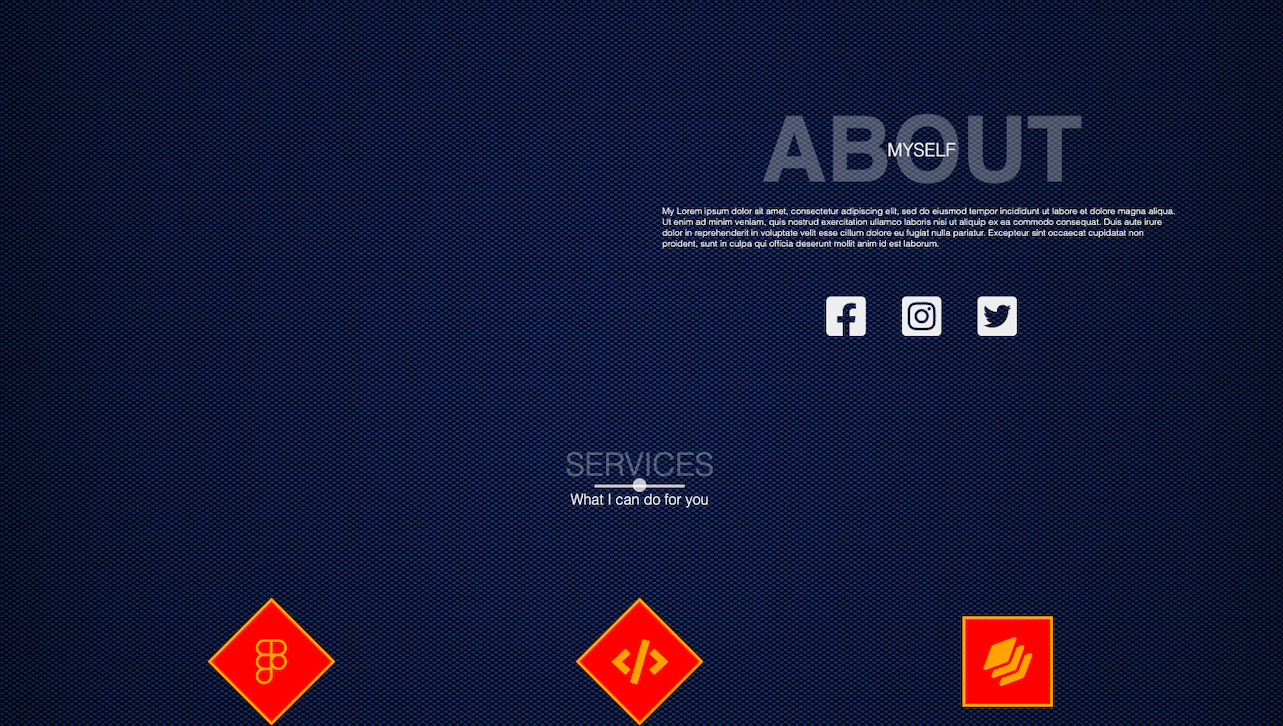 ABOUT
MYSELF
My Lorem ipsum dolor sit amet, consectetur adipiscing elit, sed do eiusmod tempor incididunt ut labore et dolore magna aliqua.
Ut enim ad minim veniam, quis nostrud exercitation ullamco laboris nisi ut aliquip ex ea commodo consequat. Duis aute irure
dolor in reprehenderit in voluptate velit esse cillum dolore eu fugiat nulla pariatur. Excepteur sint occaecat cupidatat non
proident, sunt in culpa qui officia deserunt mollit anim id est laborum.
SERVICES
What I can do for you